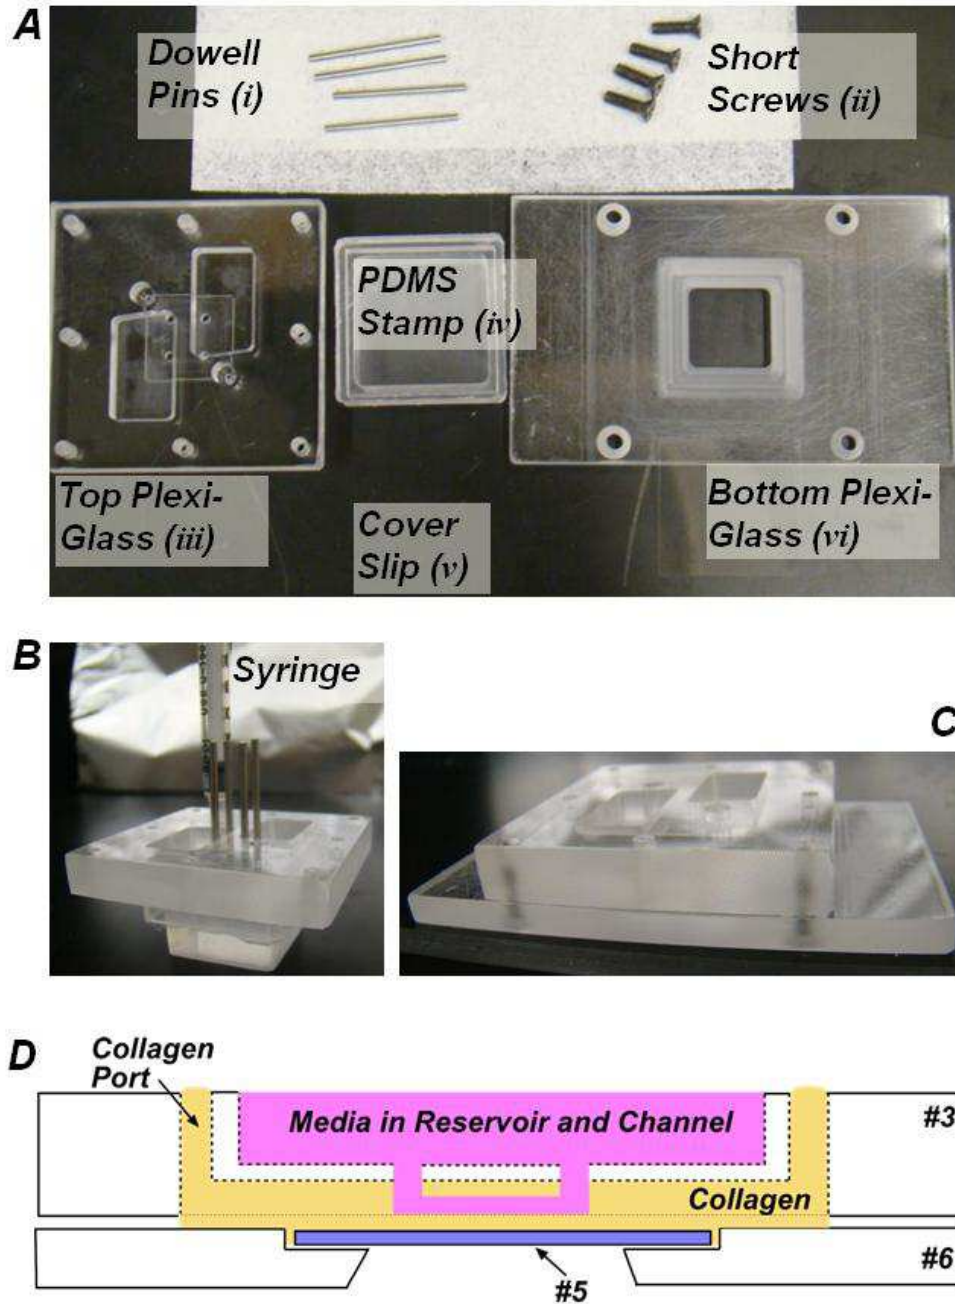 A
Dowell
Pins (i)
Short
Screws (ii)
PDMS
Stamp (iv)
Top Plexi-
Glass (iii)
Cover
Slip (v)
Bottom Plexi-
Glass (vi)
B
Syringe
C
D
Collagen
Port
Media in Reservoir and Channel
#3
Collagen
#6
#5